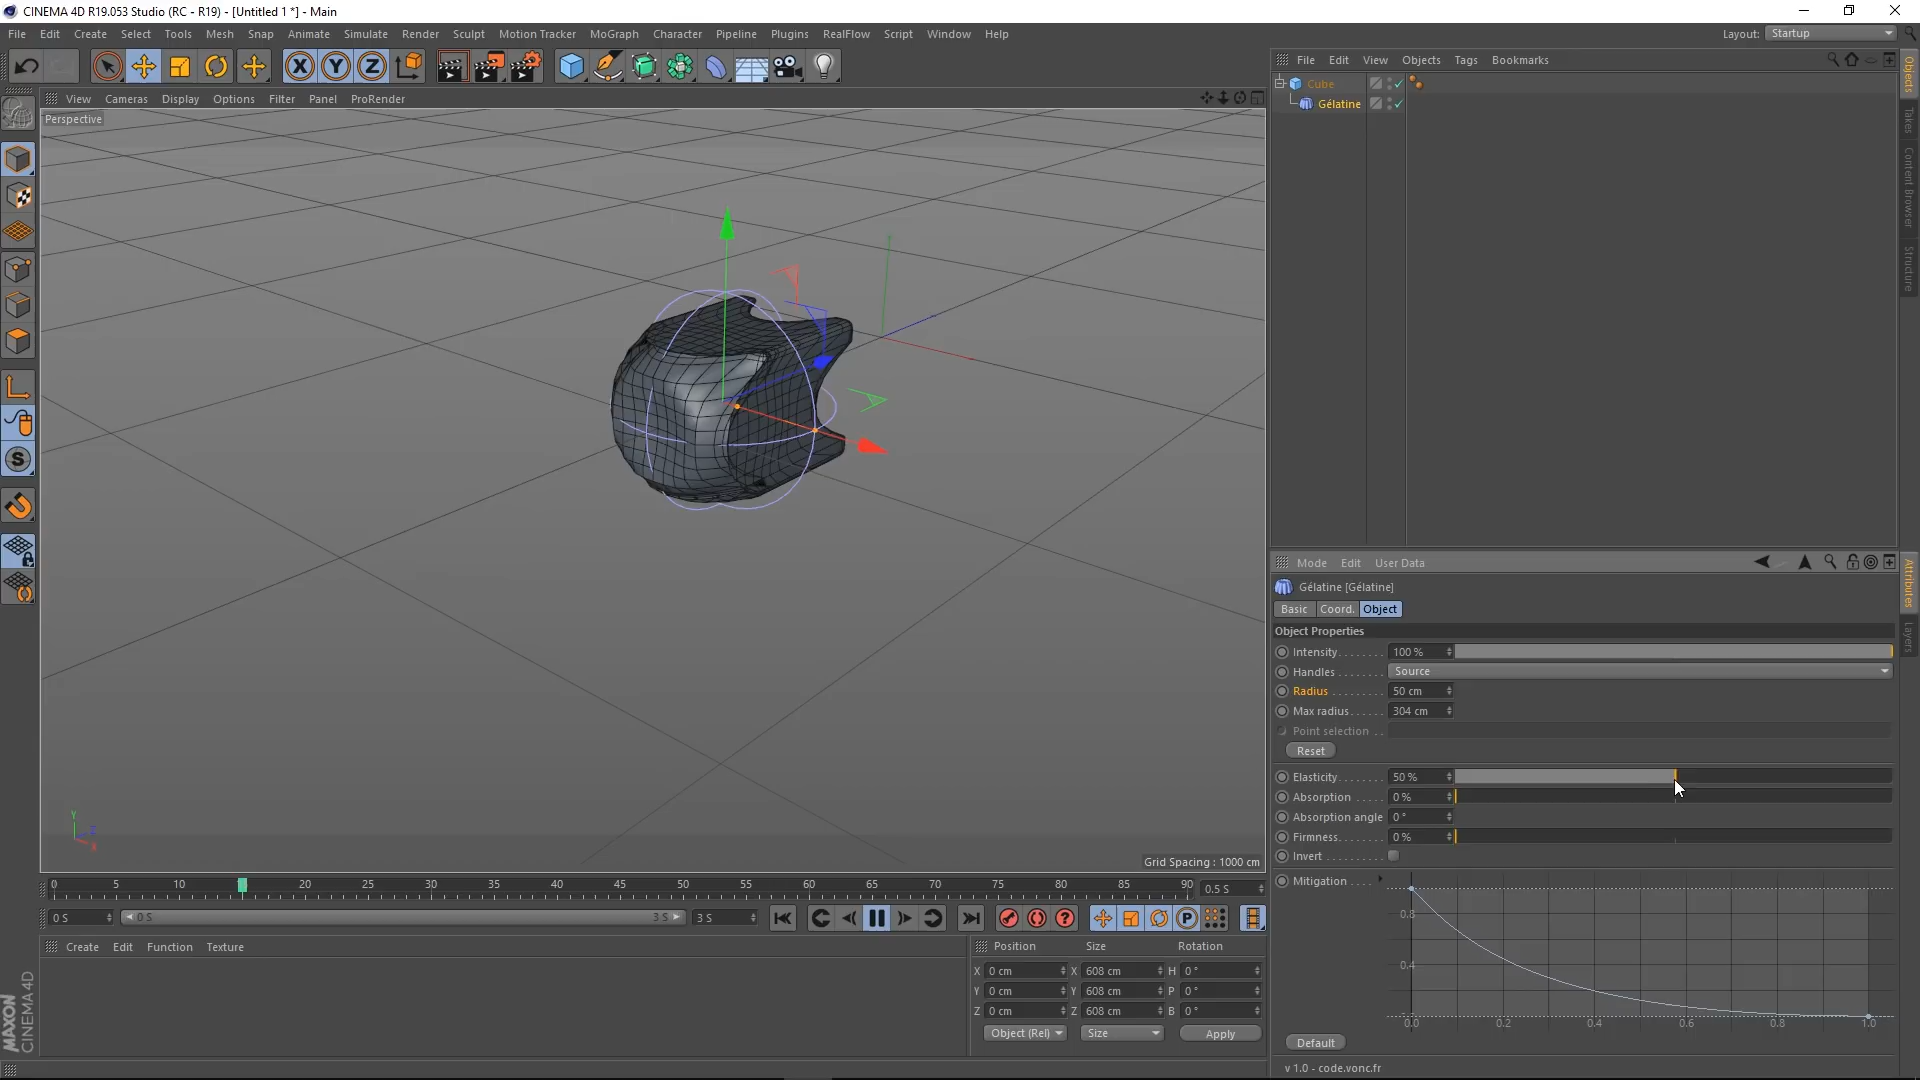 CINEMA 4D R19.053 Studio (RC - R19) - [Untitled 1 *] - Main
File Edit Create Select Tools Mesh Snap Animate Simulate Render Sculpt Motion Tracker MoGraph Character Pipeline Plugins RealFlow Script Window Help Layout: Startup
X Y Z
File Edit View Objects Tags Bookmarks
View Cameras Display Options Filter Panel ProRender
Perspective
Cube
Gélatine
Objects
Takes
Content Browser
Structure
Mode Edit User Data
Gélatine [Gélatine]
Basic Coord. Object
Object Properties
Intensity. . . . . . . . 100 %
Handles . . . . . . . . Source
Radius . . . . . . . . . 50 cm
Max radius. . . . . . 304 cm
Point selection . .
Reset
Elasticity. . . . . . . . 50 %
Absorption . . . . . 0 %
Absorption angle 0 °
Firmness. . . . . . . . 0 %
Invert . . . . . . . . . .
Mitigation . . . .
0.8
0.4
0.0 0.2 0.4 0.6 0.8 1.0
Default
v 1.0 - code.vonc.fr
Attributes
Layers
S
Y
Z
X
Grid Spacing : 1000 cm
0 5 10 20 25 30 35 40 45 50 55 60 65 70 75 80 85 90 0.5 S
0 S 0 S 3 S 3 S
? P
Create Edit Function Texture
Position Size Rotation
X 0 cm X 608 cm H 0 °
Y 0 cm Y 608 cm P 0 °
Z 0 cm Z 608 cm B 0 °
Object (Rel) Size Apply
MAXON
CINEMA 4D